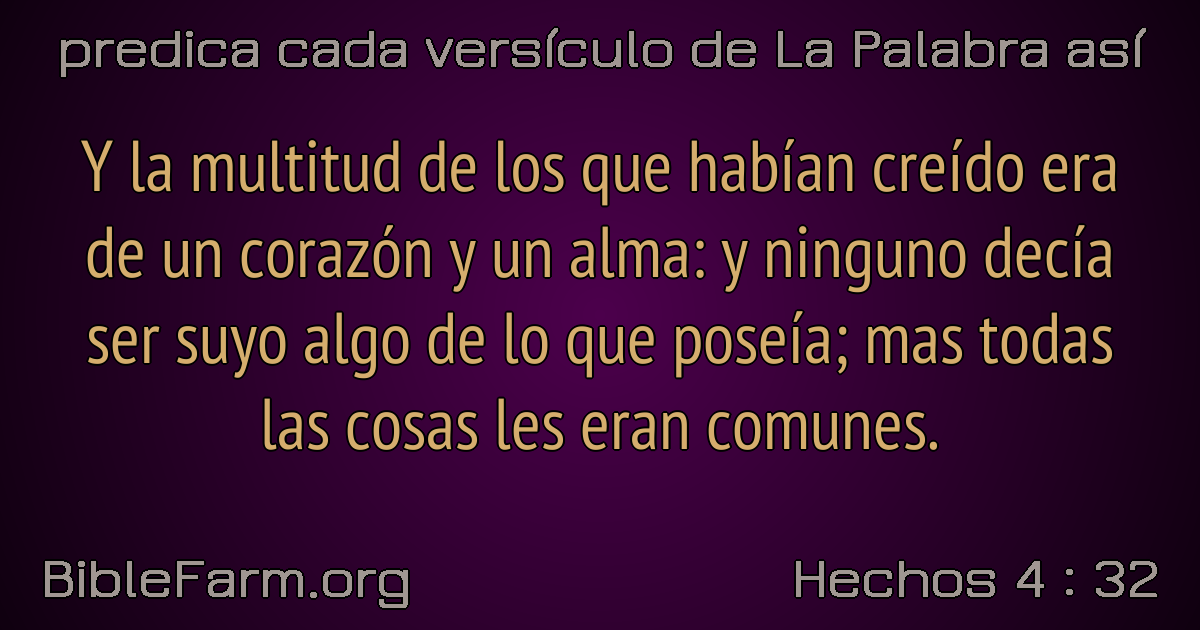 predica cada versículo de La Palabra así
Y la multitud de los que habían creído era
de un corazón y un alma: y ninguno decía
ser suyo algo de lo que poseía; mas todas
las cosas les eran comunes.
BibleFarm.org
Hechos 4 : 32